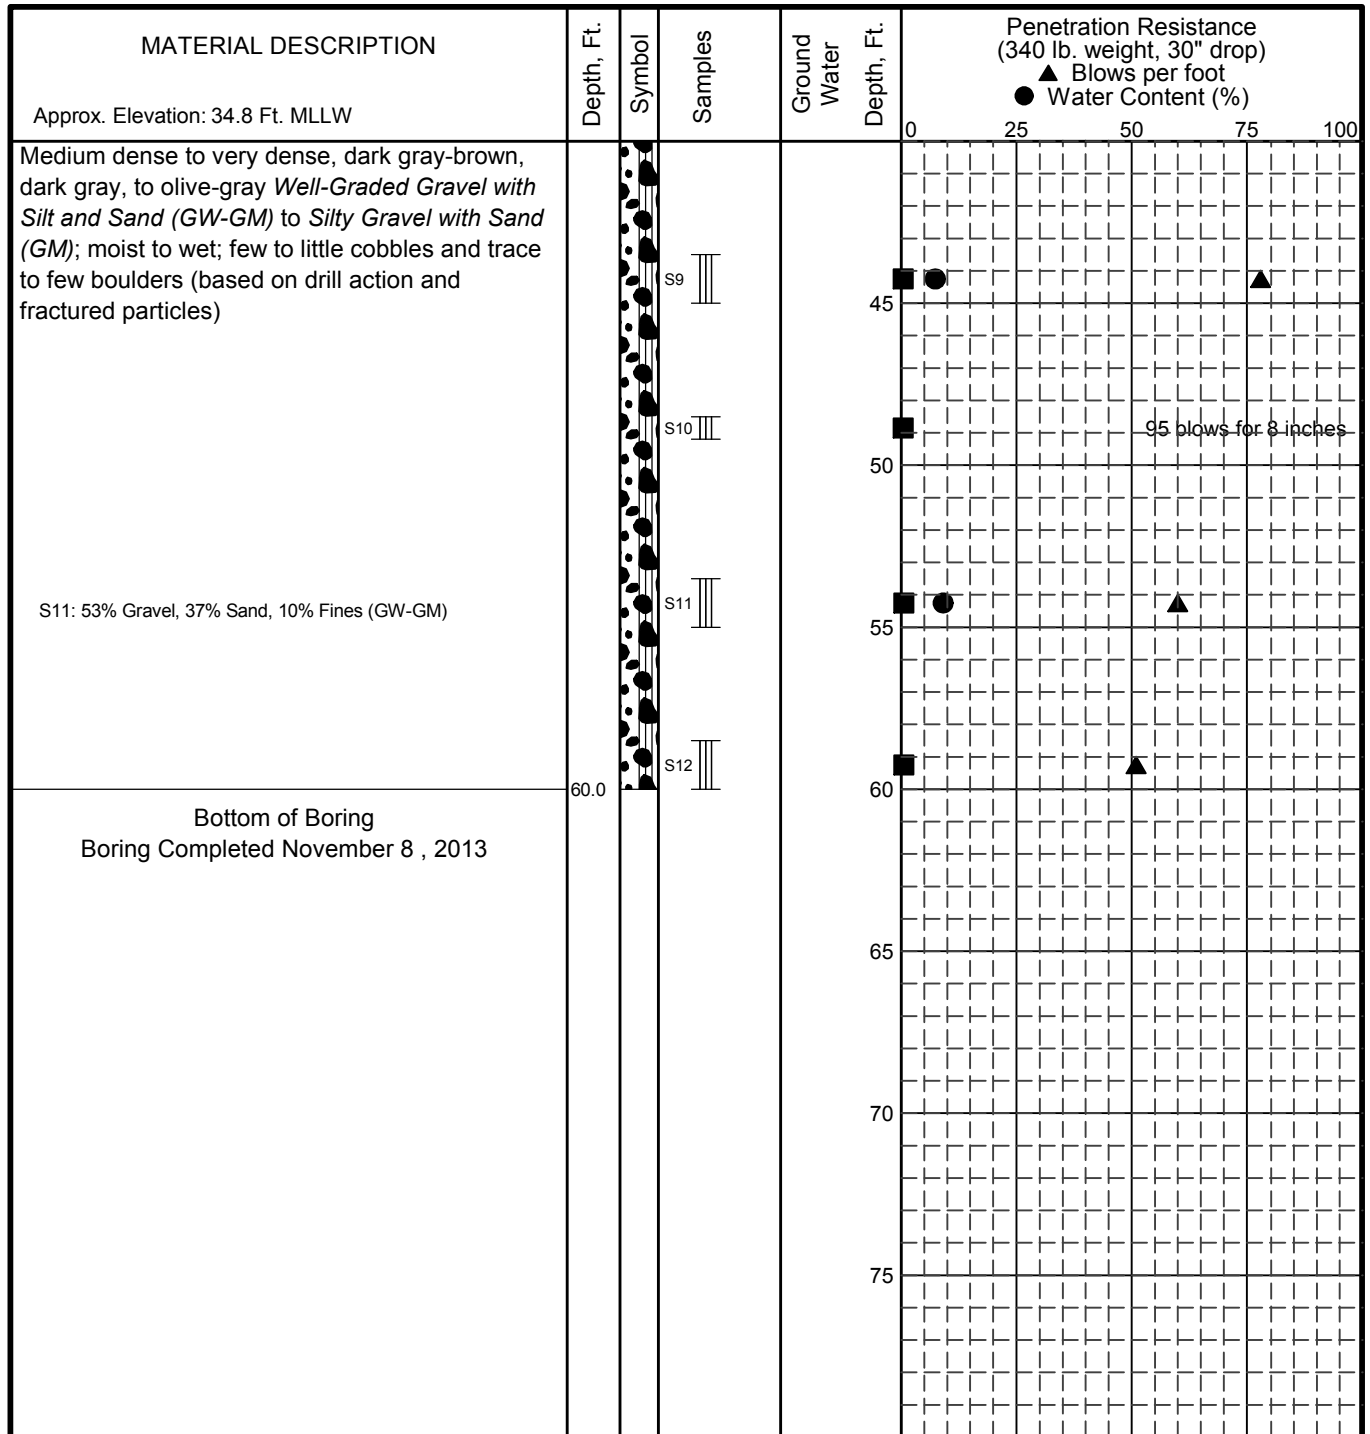 MATERIAL DESCRIPTION
Approx. Elevation: 34.8 Ft. MLLW
Depth, Ft.
Symbol
Samples
Ground
Water
Depth, Ft.
Penetration Resistance
(340 lb. weight, 30" drop)
▲ Blows per foot
● Water Content (%)
0 25 50 75 100
Medium dense to very dense, dark gray-brown,
dark gray, to olive-gray Well-Graded Gravel with
Silt and Sand (GW-GM) to Silty Gravel with Sand
(GM); moist to wet; few to little cobbles and trace
to few boulders (based on drill action and
fractured particles)
S9
45
S10
95 blows for 8 inches
50
S11: 53% Gravel, 37% Sand, 10% Fines (GW-GM)
S11
55
S12
60.0
60
Bottom of Boring
Boring Completed November 8 , 2013
65
70
75